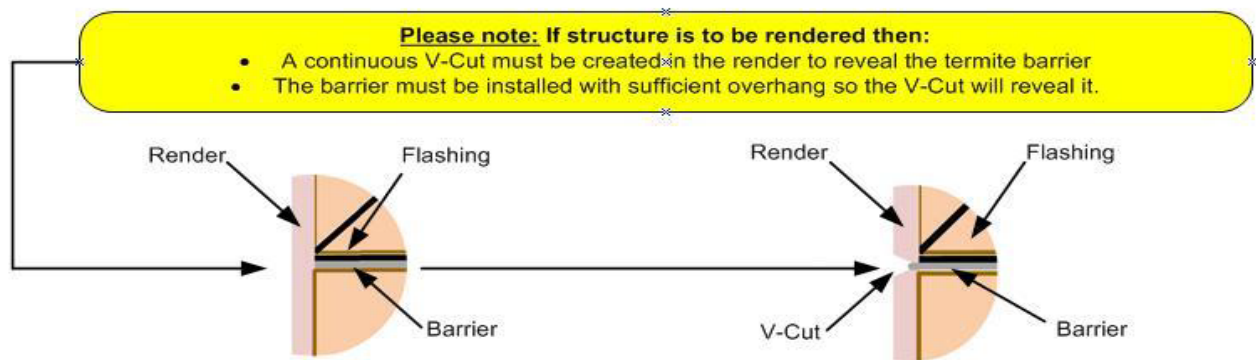 Please note: If structure is to be rendered then:
• A continuous V-Cut must be created in the render to reveal the termite barrier
• The barrier must be installed with sufficient overhang so the V-Cut will reveal it.
Render
Flashing
Render
Flashing
Barrier
V-Cut
Barrier